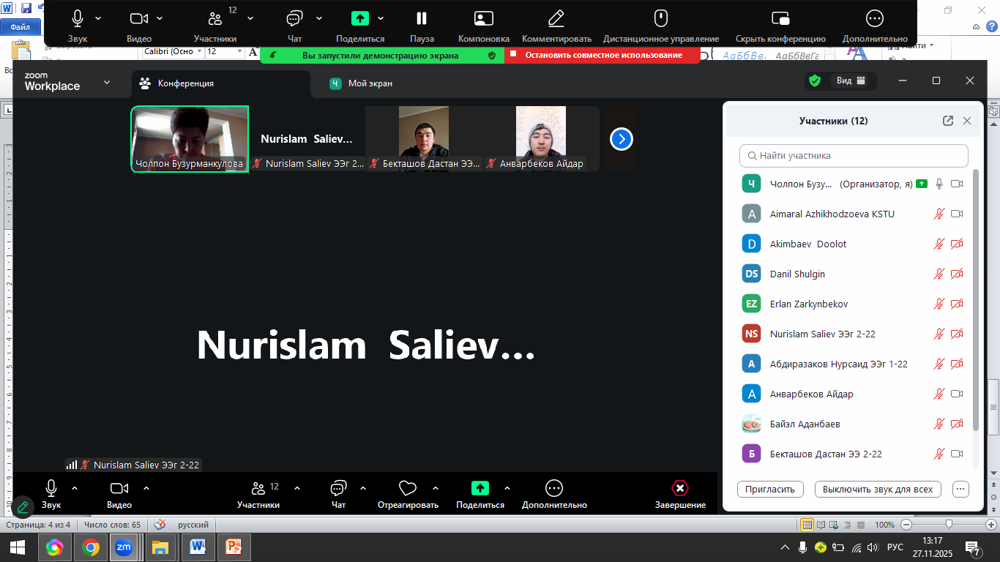 12
Звук
Видео
Участники
Чат
Поделиться
Пауза
Компоновка
Комментировать
Дистанционное управление
Скрыть конференцию
Дополнительно
Файл
Calibri (Осно
12
Вы запустили демонстрацию экрана
Остановить совместное использование
АаБбВв
АаБбВвГг
Найти
zoom
Workplace
Конференция
Ч Мой экран
Вид
Nurislam Saliev...
Чолпон Бузурманкулова
Nurislam Saliev ЭЭг 2...
Бекташов Дастан ЭЭ...
Анварбеков Айдар
Nurislam Saliev...
Nurislam Saliev ЭЭг 2-22
Участники (12)
Найти участника
Ч Чолпон Бузу... (Организатор, я)
A Aimaral Azhikhodzoeva KSTU
D Akimbaev Doolot
DS Danil Shulgin
EZ Erlan Zarkynbekov
NS Nurislam Saliev ЭЭг 2-22
А Абдиразаков Нурсаид ЭЭг 1-22
А Анварбеков Айдар
Байэл Аданбаев
Б Бекташов Дастан ЭЭ 2-22
Пригласить
Выключить звук для всех
Звук
Видео
Участники
12
Чат
Отреагировать
Поделиться
Дополнительно
Завершение
Страница: 4 из 4
Число слов: 65
русский
100%
zm
РУС
13:17
27.11.2025
7